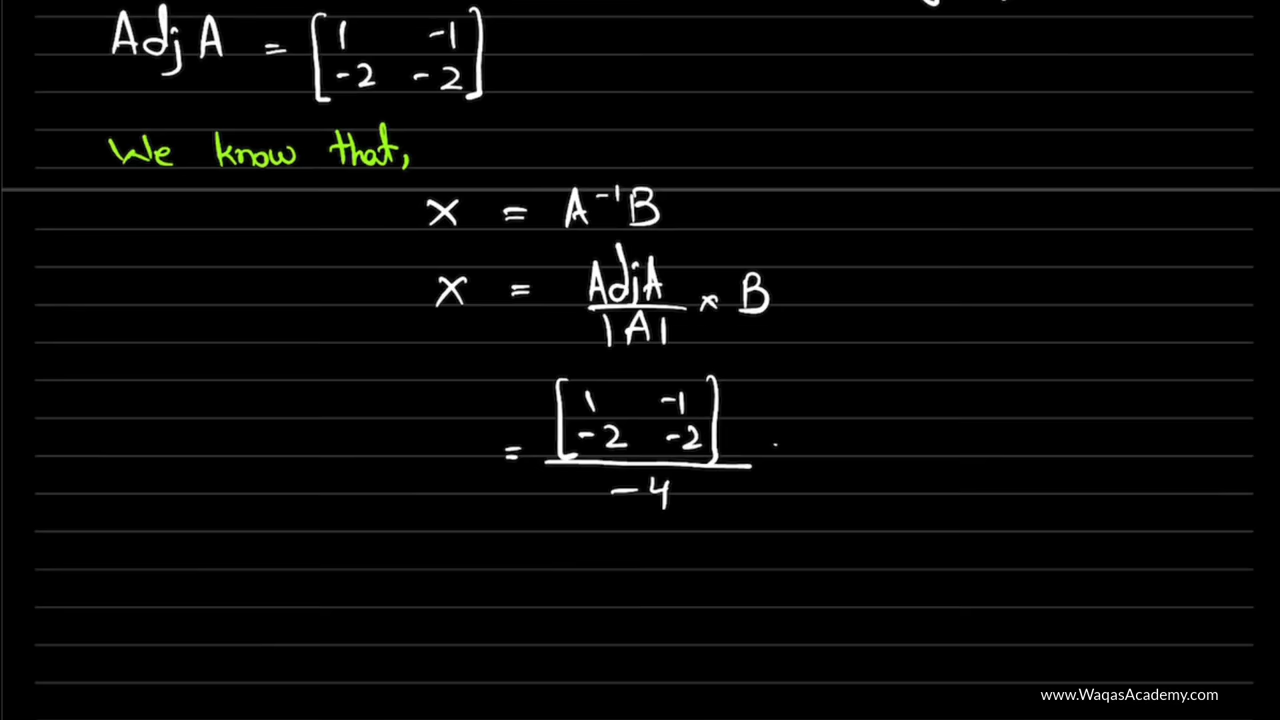 Adj A = [1 -1
-2 -2]
We know that,
X = A⁻¹B
X = AdjA / |A| × B
= [1 -1
-2 -2] / -4
www.WaqasAcademy.com